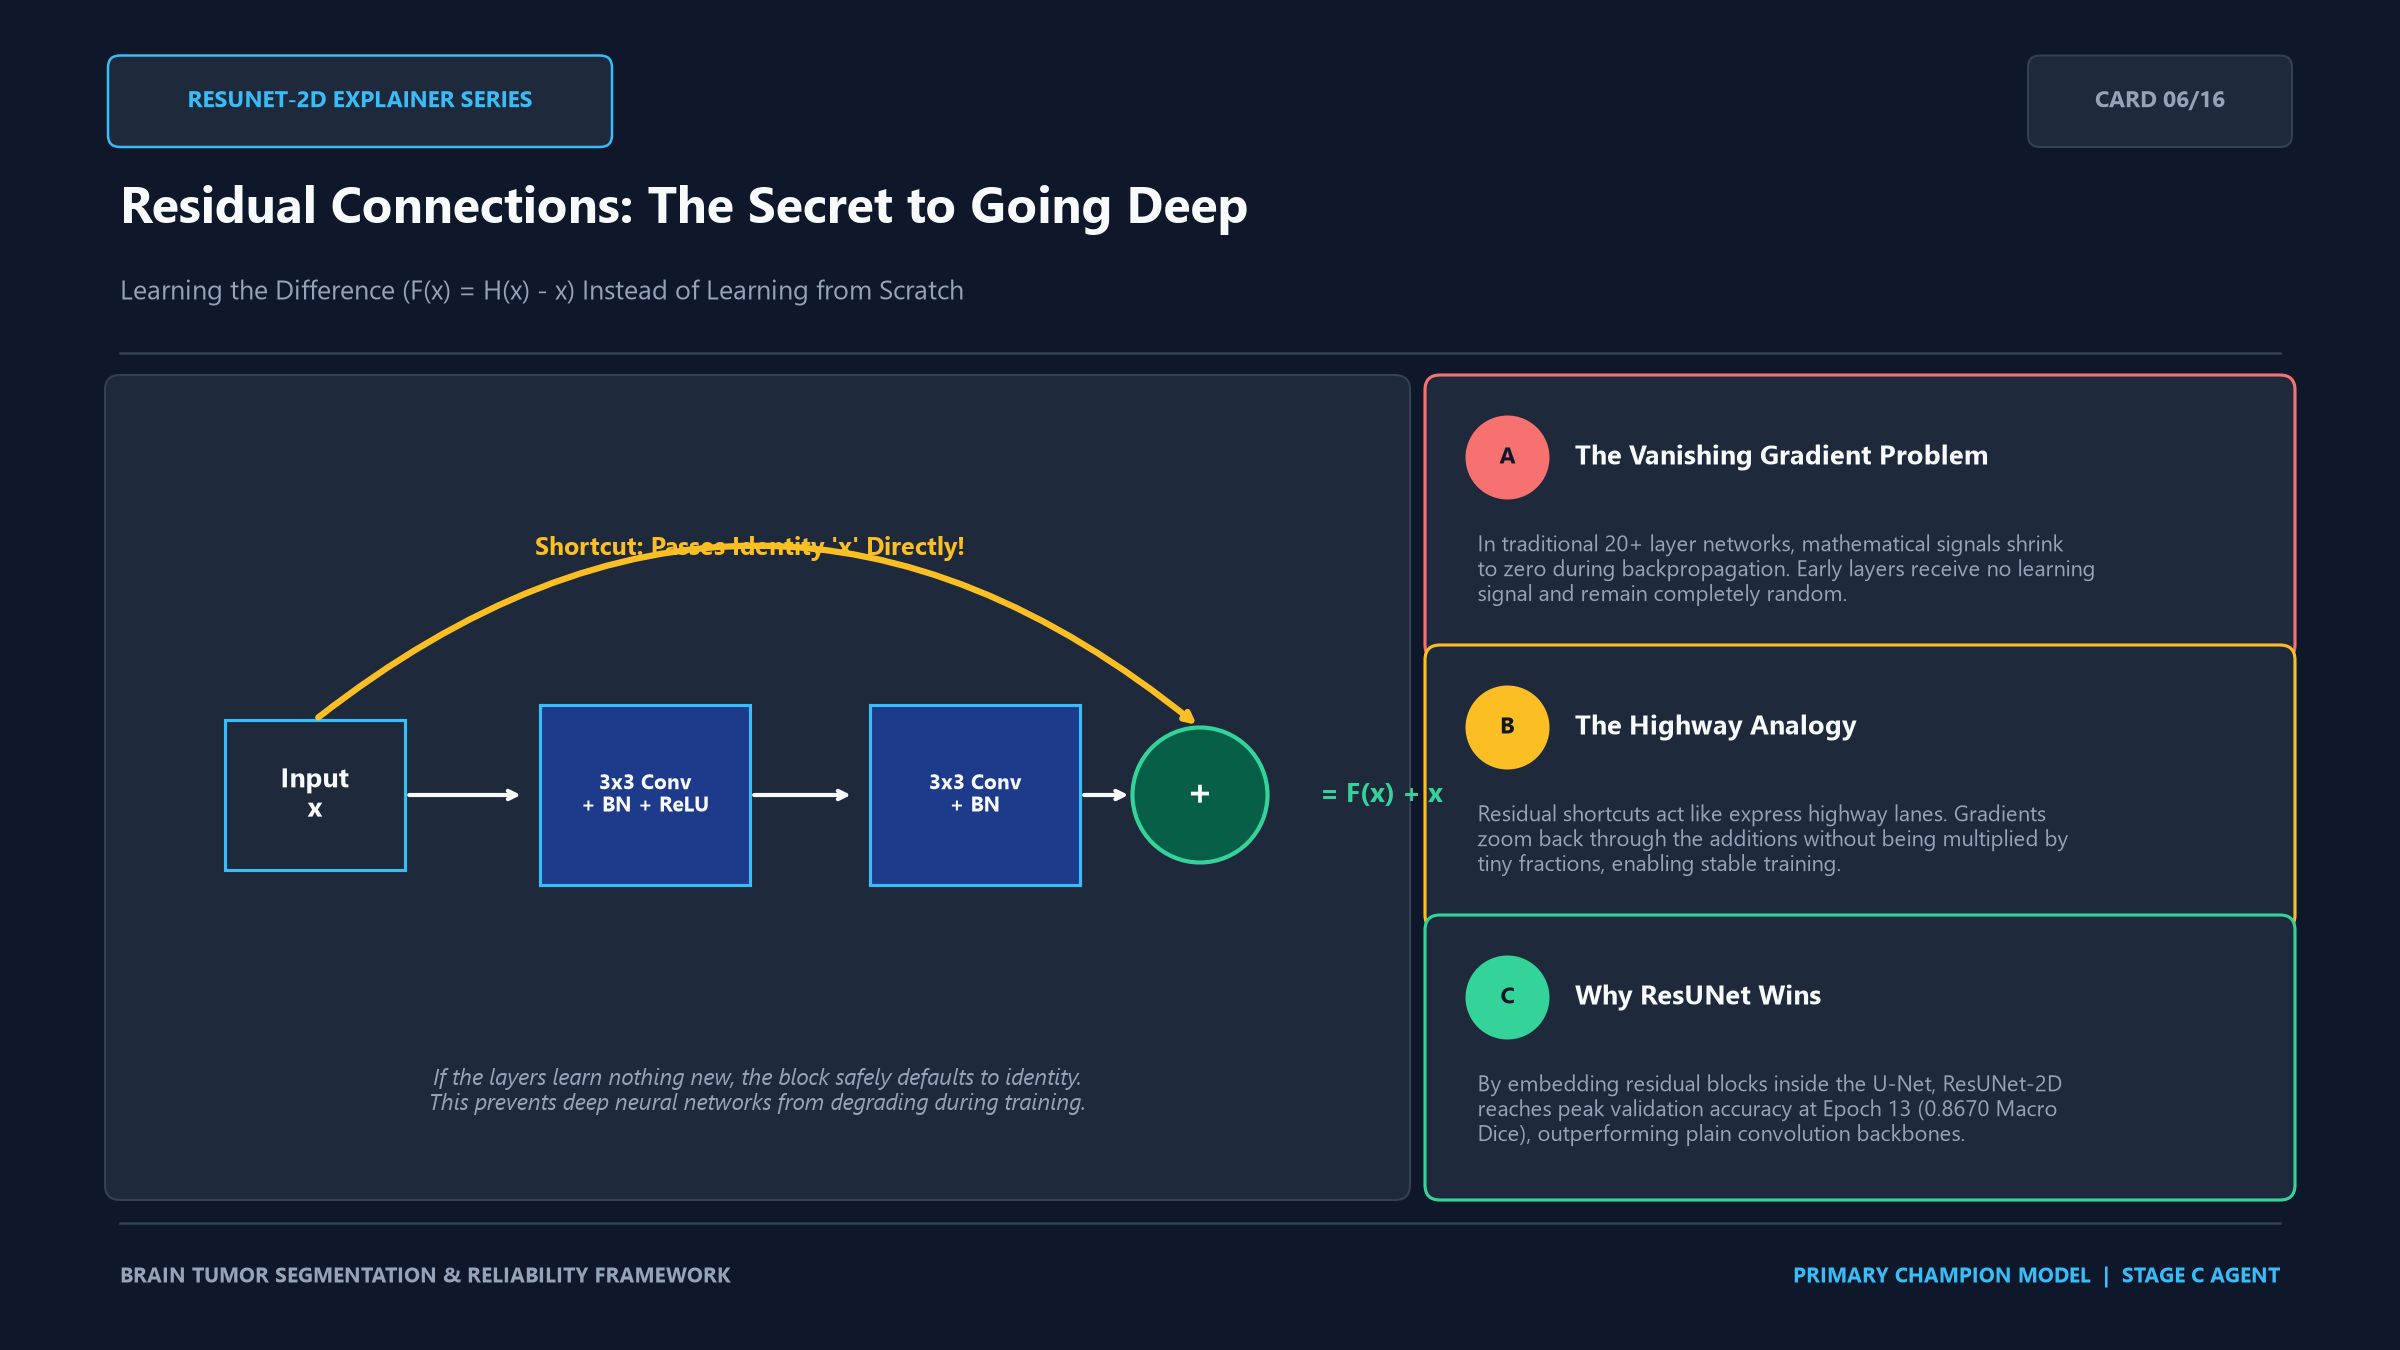 RESUNET-2D EXPLAINER SERIES
CARD 06/16
Residual Connections: The Secret to Going Deep
Learning the Difference (F(x) = H(x) - x) Instead of Learning from Scratch
Shortcut: Passes Identity 'x' Directly!
Input
x
3x3 Conv
+ BN + ReLU
3x3 Conv
+ BN
+
= F(x) + x
If the layers learn nothing new, the block safely defaults to identity.
This prevents deep neural networks from degrading during training.
A
The Vanishing Gradient Problem
In traditional 20+ layer networks, mathematical signals shrink
to zero during backpropagation. Early layers receive no learning
signal and remain completely random.
B
The Highway Analogy
Residual shortcuts act like express highway lanes. Gradients
zoom back through the additions without being multiplied by
tiny fractions, enabling stable training.
C
Why ResUNet Wins
By embedding residual blocks inside the U-Net, ResUNet-2D
reaches peak validation accuracy at Epoch 13 (0.8670 Macro
Dice), outperforming plain convolution backbones.
BRAIN TUMOR SEGMENTATION & RELIABILITY FRAMEWORK
PRIMARY CHAMPION MODEL | STAGE C AGENT